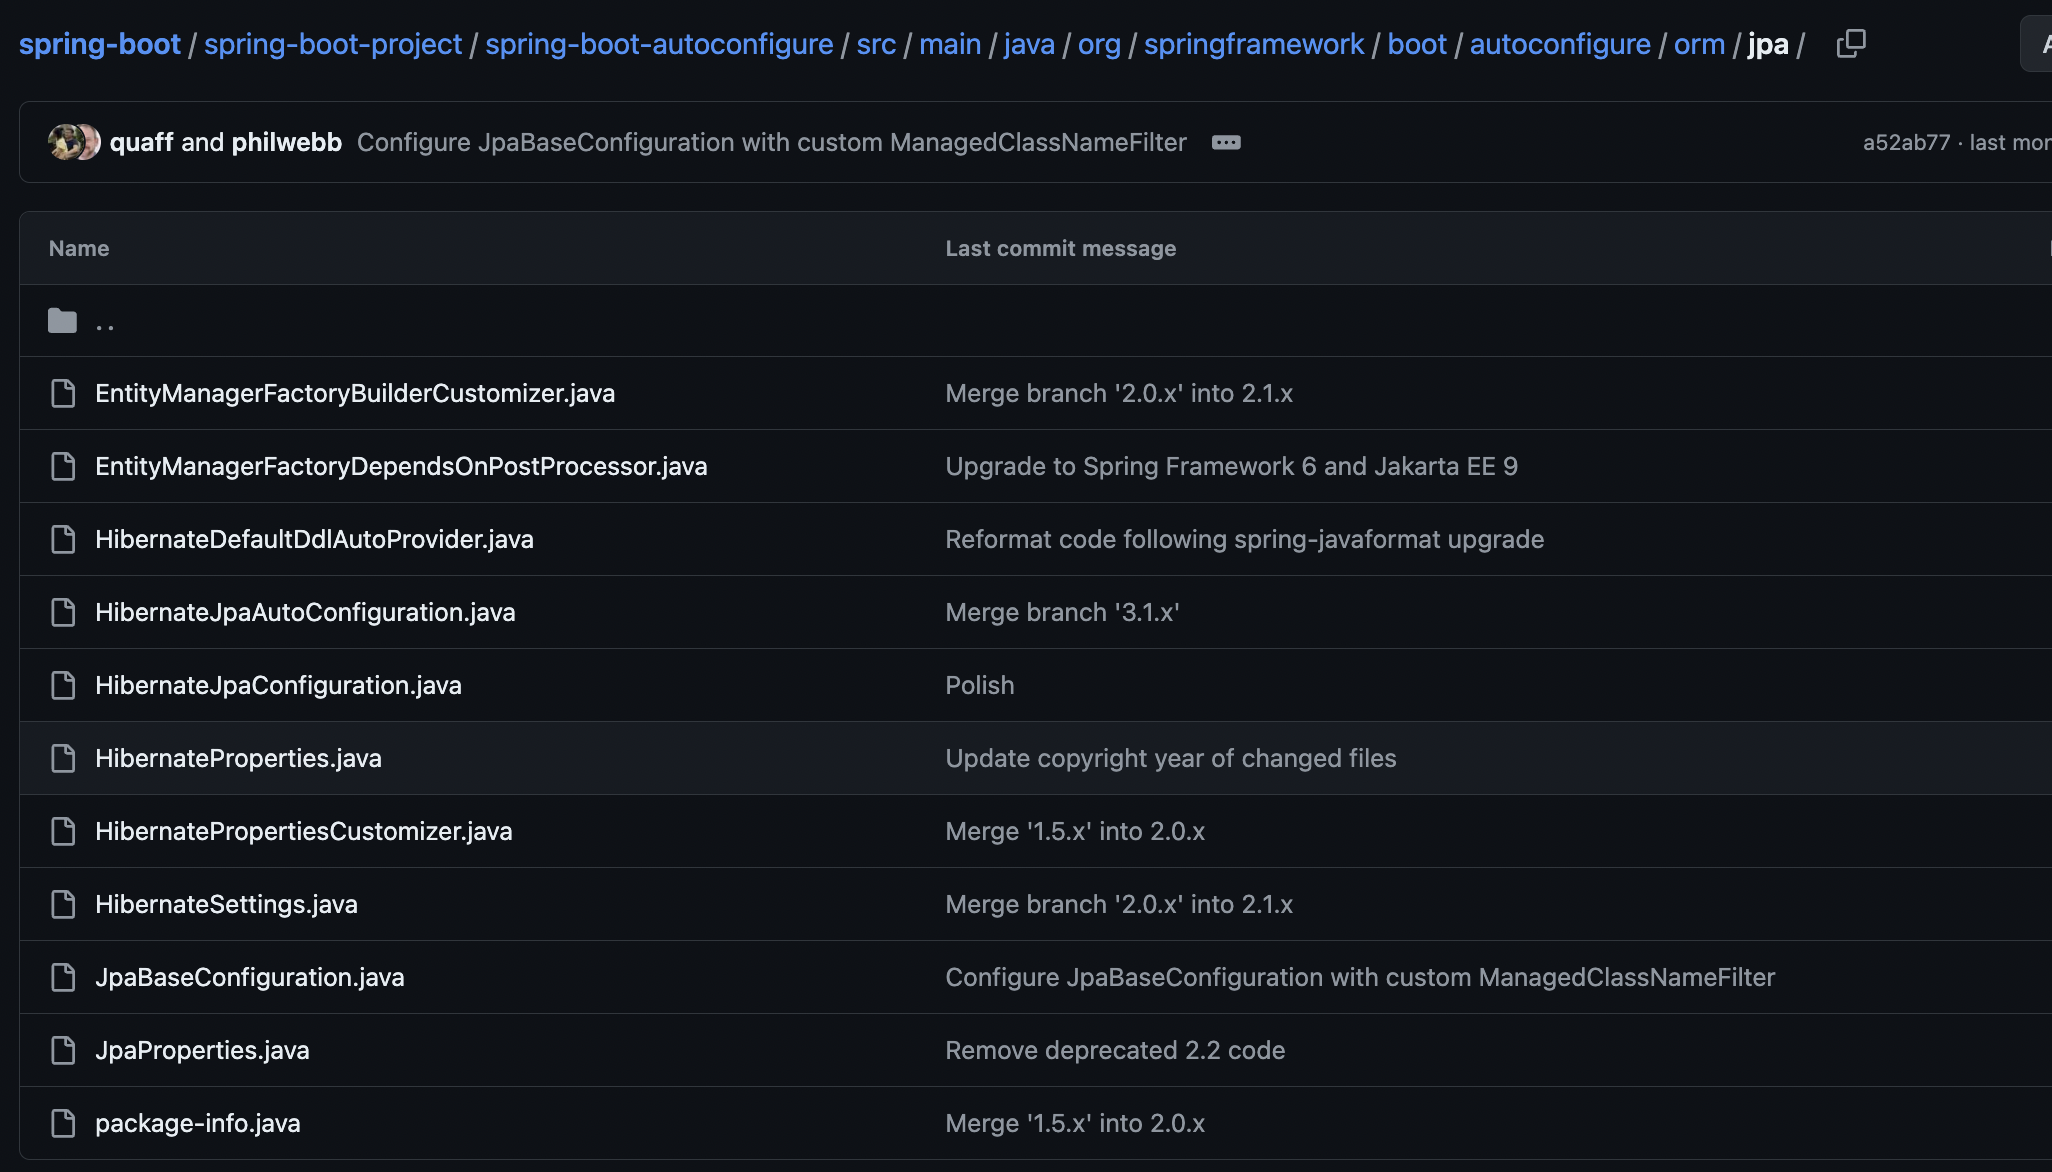 spring-boot / spring-boot-project / spring-boot-autoconfigure / src / main / java / org / springframework / boot / autoconfigure / orm / jpa /
quaff and philwebb Configure JpaBaseConfiguration with custom ManagedClassNameFilter a52ab77 · last mon
Name Last commit message
..
EntityManagerFactoryBuilderCustomizer.java Merge branch '2.0.x' into 2.1.x
EntityManagerFactoryDependsOnPostProcessor.java Upgrade to Spring Framework 6 and Jakarta EE 9
HibernateDefaultDdlAutoProvider.java Reformat code following spring-javaformat upgrade
HibernateJpaAutoConfiguration.java Merge branch '3.1.x'
HibernateJpaConfiguration.java Polish
HibernateProperties.java Update copyright year of changed files
HibernatePropertiesCustomizer.java Merge '1.5.x' into 2.0.x
HibernateSettings.java Merge branch '2.0.x' into 2.1.x
JpaBaseConfiguration.java Configure JpaBaseConfiguration with custom ManagedClassNameFilter
JpaProperties.java Remove deprecated 2.2 code
package-info.java Merge '1.5.x' into 2.0.x